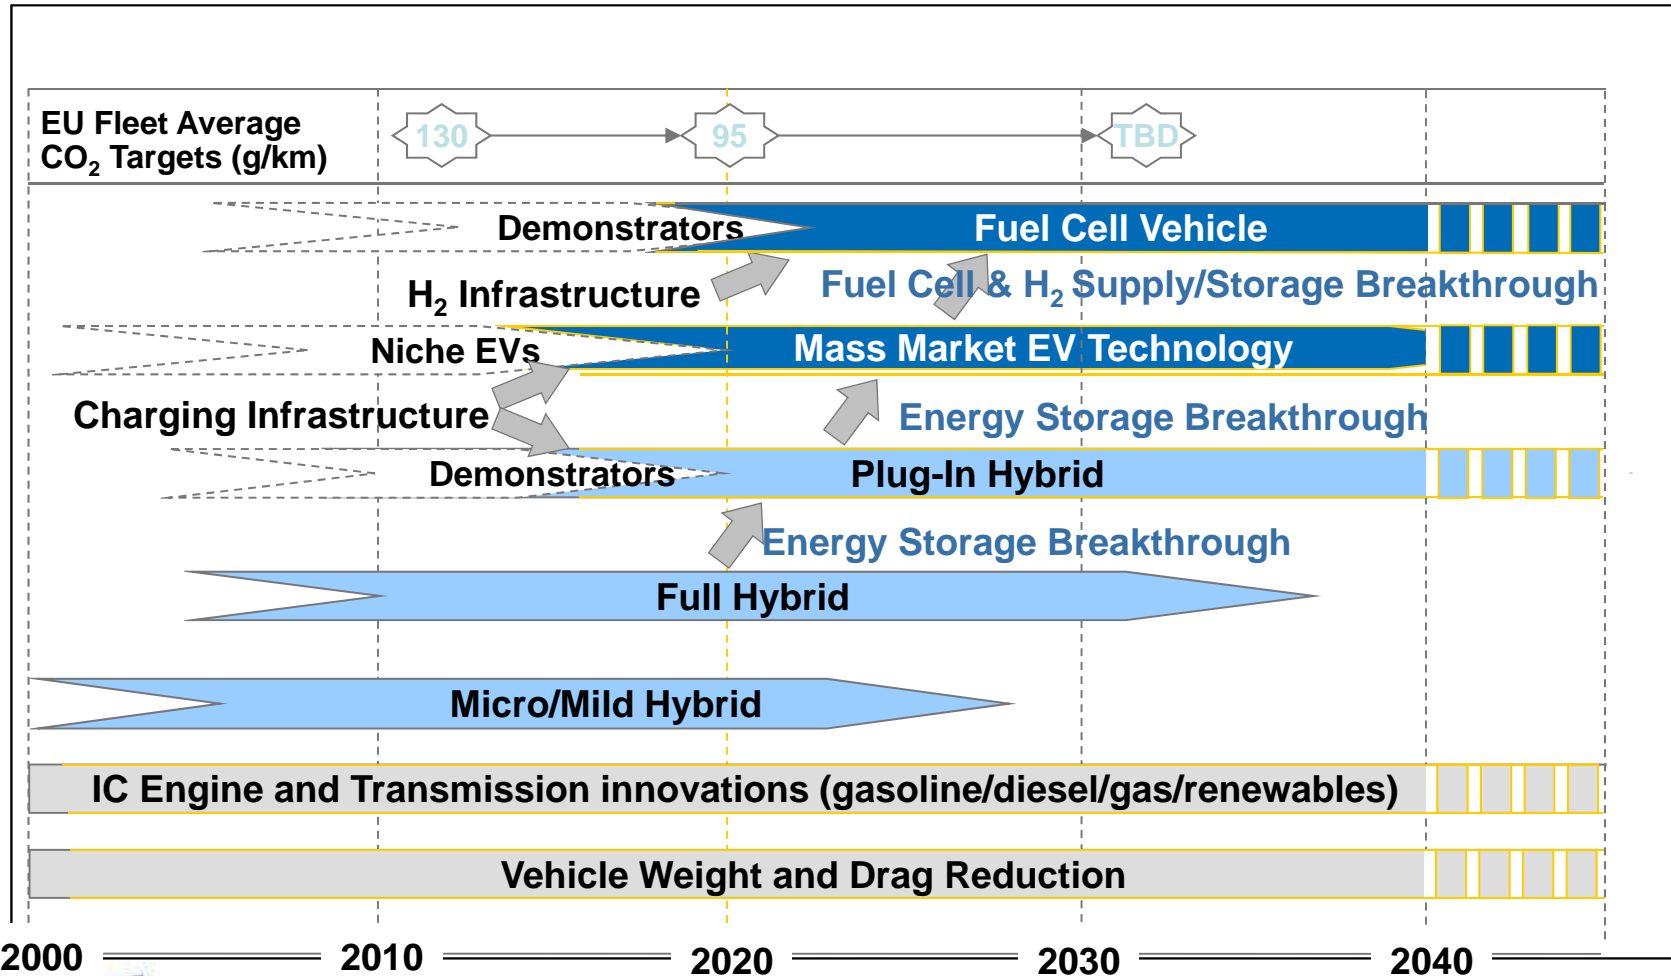 EU Fleet Average
CO₂ Targets (g/km)
130
95
TBD
Demonstrators
Fuel Cell Vehicle
H₂ Infrastructure
Fuel Cell & H₂ Supply/Storage Breakthrough
Niche EVs
Mass Market EV Technology
Charging Infrastructure
Energy Storage Breakthrough
Demonstrators
Plug-In Hybrid
Energy Storage Breakthrough
Full Hybrid
Micro/Mild Hybrid
IC Engine and Transmission innovations (gasoline/diesel/gas/renewables)
Vehicle Weight and Drag Reduction
2000
2010
2020
2030
2040